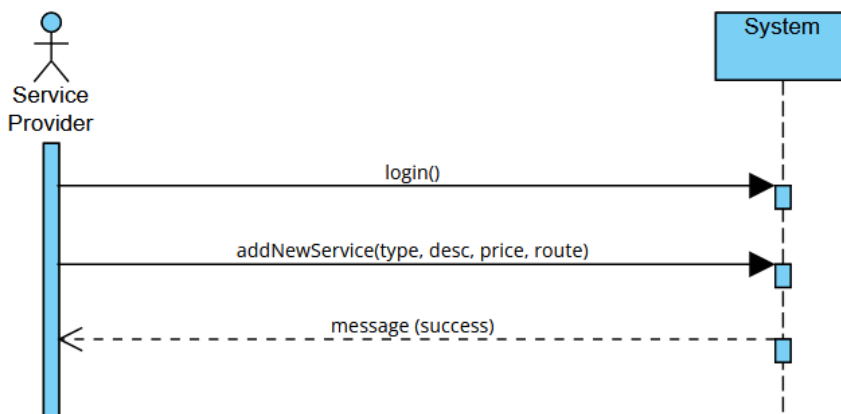 System
Service
Provider
login()
addNewService(type, desc, price, route)
message (success)